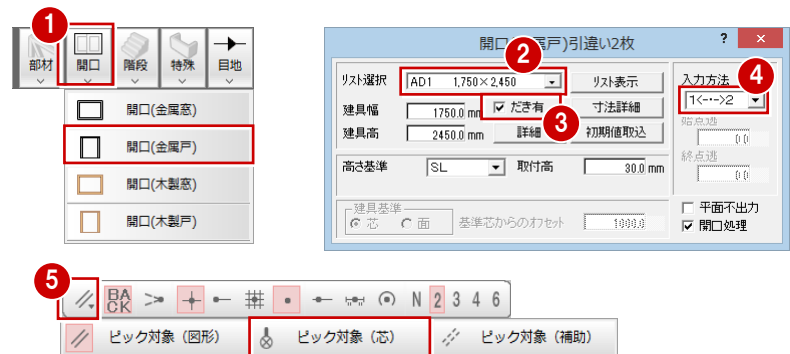 1
部材
開口
階段
特殊
目地
開口(金属窓)
開口(金属戸)
開口(木製窓)
開口(木製戸)
開口(金属戸)引違い2枚
?
×
2
リスト選択
AD1 1,750×2,450
リスト表示
建具幅
1750.0 mm
だき有
寸法詳細
3
建具高
2450.0 mm
詳細
初期値取込
高さ基準
SL
取付高
30.0 mm
建具基準
芯
面
基準芯からのオフセット
1000.0
入力方法
4
1<-･->2
始点逃
0.0
終点逃
0.0
平面不出力
開口処理
5
BACK
N 2 3 4 6
ピック対象（図形）
ピック対象（芯）
ピック対象（補助）